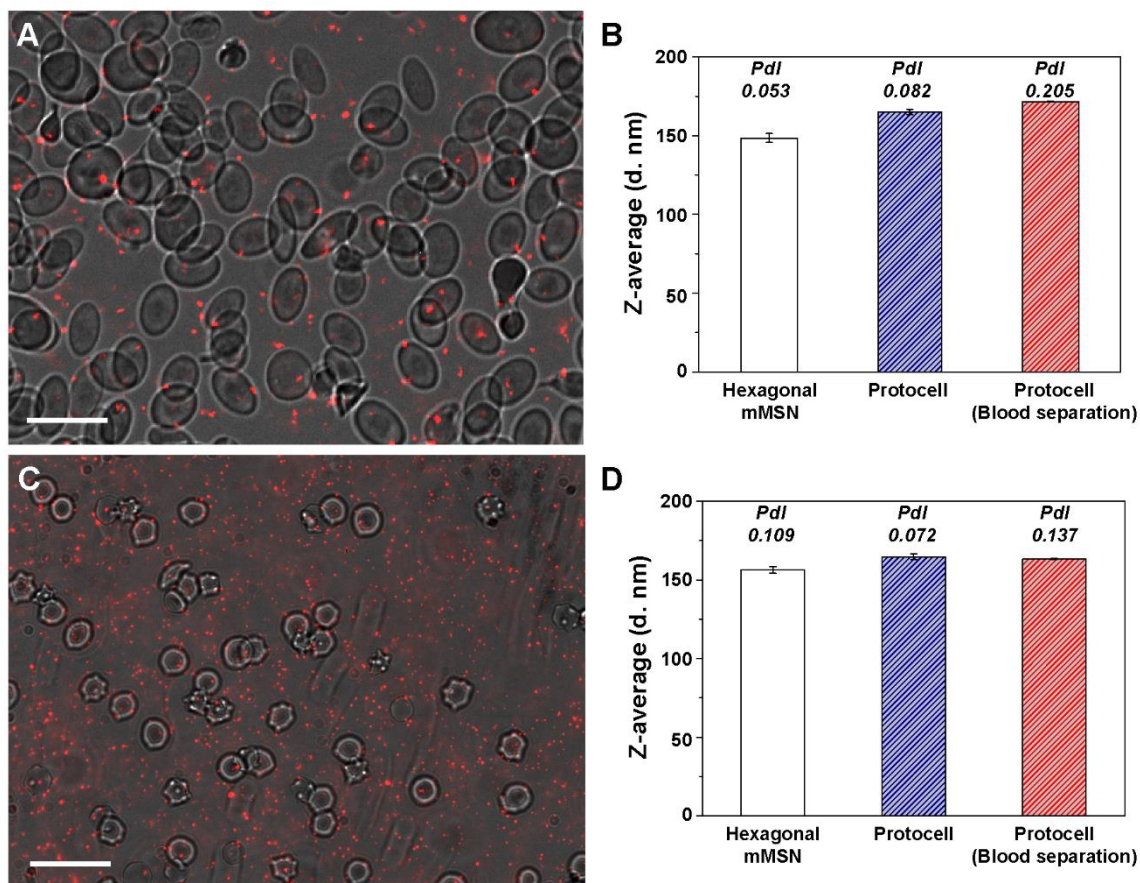 A
B
Z-average (d. nm)
200
150
100
50
0
PdI
0.053
PdI
0.082
PdI
0.205
Hexagonal
mMSN
Protocell
Protocell
(Blood separation)
C
D
Z-average (d. nm)
200
150
100
50
0
PdI
0.109
PdI
0.072
PdI
0.137
Hexagonal
mMSN
Protocell
Protocell
(Blood separation)